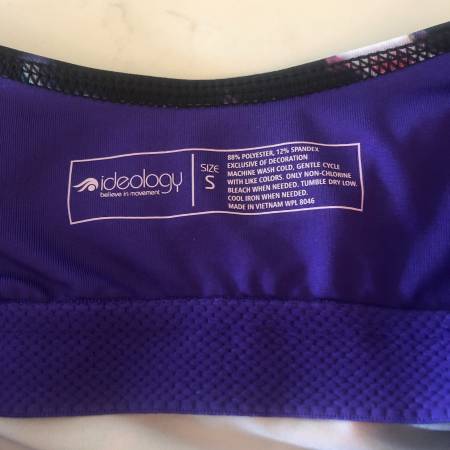 ideology
believe in movement
SIZE
S
88% POLYESTER, 12% SPANDEX
EXCLUSIVE OF DECORATION
MACHINE WASH COLD, GENTLE CYCLE
WITH LIKE COLORS. ONLY NON-CHLORINE
BLEACH WHEN NEEDED. TUMBLE DRY LOW.
COOL IRON WHEN NEEDED.
MADE IN VIETNAM WPL 8046